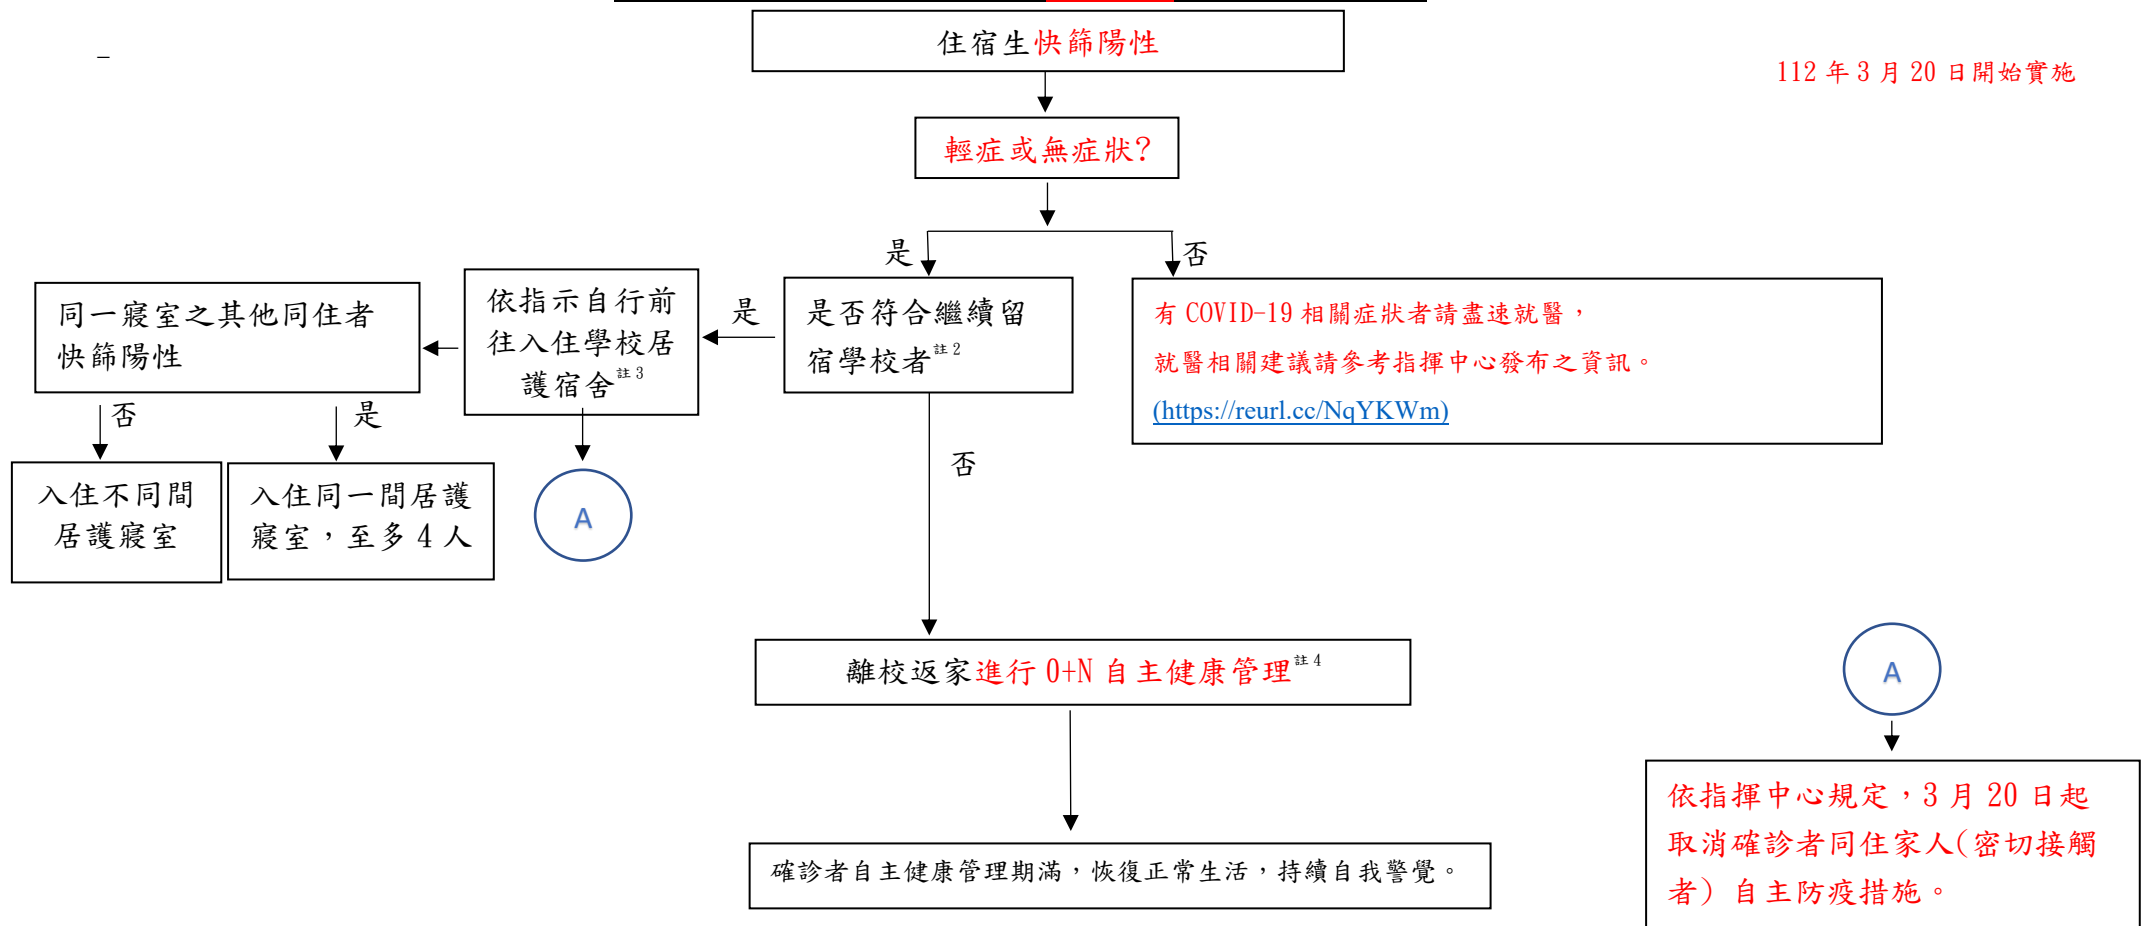 住宿生快篩陽性
112 年 3 月 20 日開始實施
輕症或無症狀?
是
否
同一寢室之其他同住者
快篩陽性
依指示自行前
往入住學校居
護宿舍註3
是
是否符合繼續留
宿學校者註2
有 COVID-19 相關症狀者請盡速就醫，
就醫相關建議請參考指揮中心發布之資訊。
(https://reurl.cc/NqYKWm)
否
是
否
入住不同間
居護寢室
入住同一間居護
寢室，至多 4 人
A
離校返家進行 0+N 自主健康管理註4
A
確診者自主健康管理期滿，恢復正常生活，持續自我警覺。
依指揮中心規定，3 月 20 日起
取消確診者同住家人(密切接觸
者) 自主防疫措施。